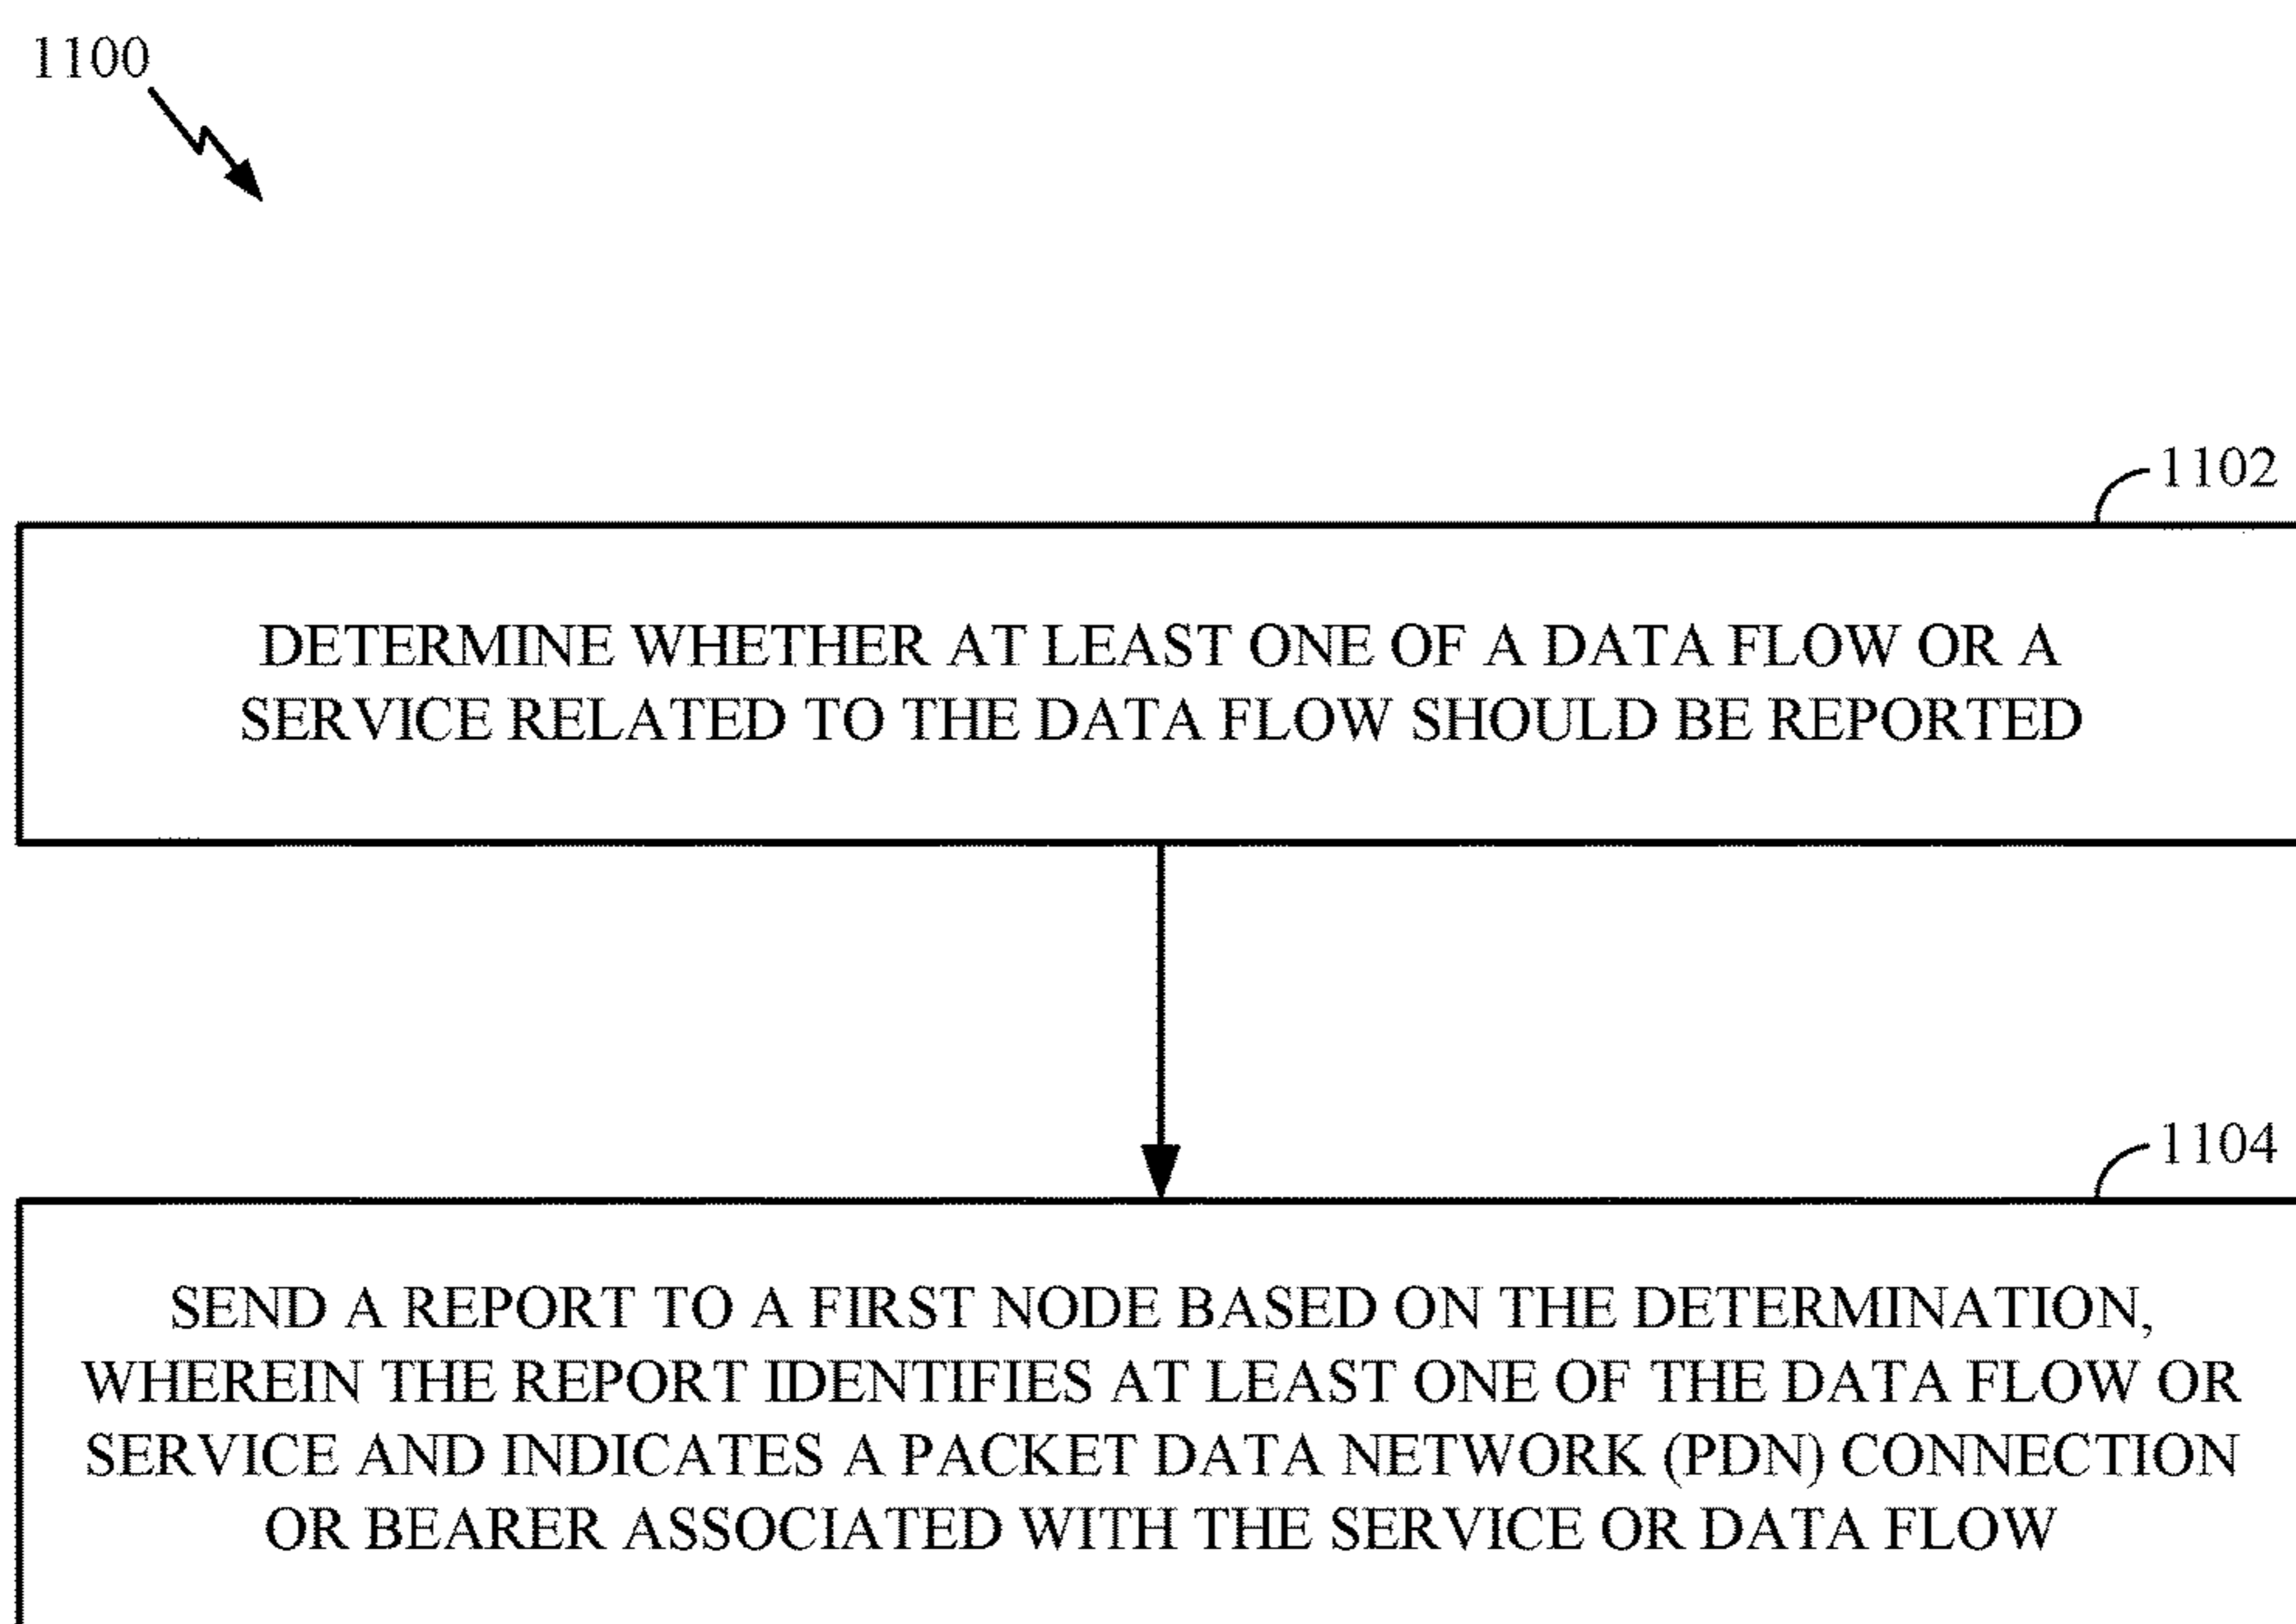 1100
1102
DETERMINE WHETHER AT LEAST ONE OF A DATA FLOW OR A
SERVICE RELATED TO THE DATA FLOW SHOULD BE REPORTED
1104
SEND A REPORT TO A FIRST NODE BASED ON THE DETERMINATION,
WHEREIN THE REPORT IDENTIFIES AT LEAST ONE OF THE DATA FLOW OR
SERVICE AND INDICATES A PACKET DATA NETWORK (PDN) CONNECTION
OR BEARER ASSOCIATED WITH THE SERVICE OR DATA FLOW